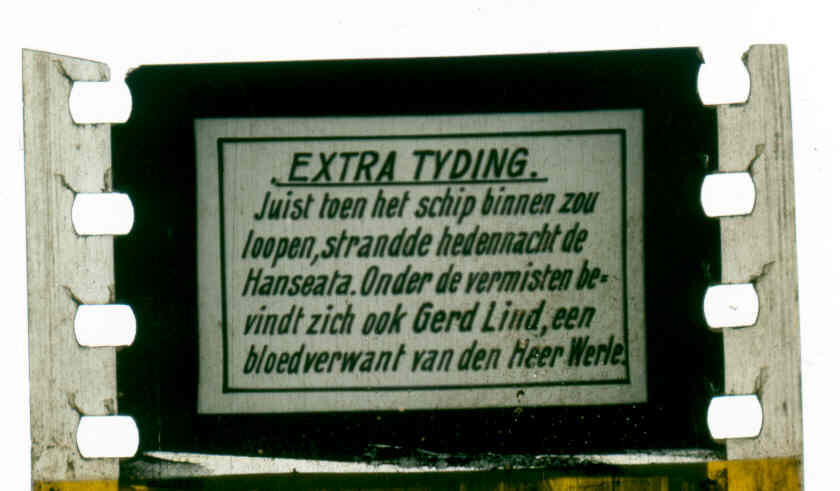 . EXTRA TYDING.
Juist toen het schip binnen zou
loopen, strandde hedennacht de
Hanseata. Onder de vermisten be=
vindt zich ook Gerd Lind, een
bloedverwant van den Heer Werle.